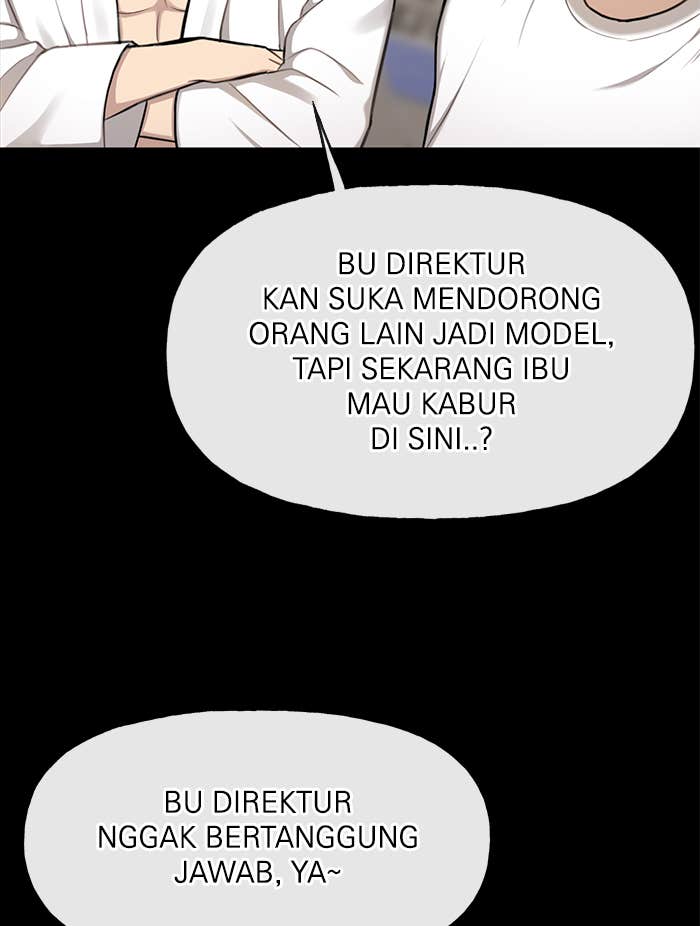 BU DIREKTUR
KAN SUKA MENDORONG
ORANG LAIN JADI MODEL,
TAPI SEKARANG IBU
MAU KABUR
DI SINI..?
BU DIREKTUR
NGGAK BERTANGGUNG
JAWAB, YA~